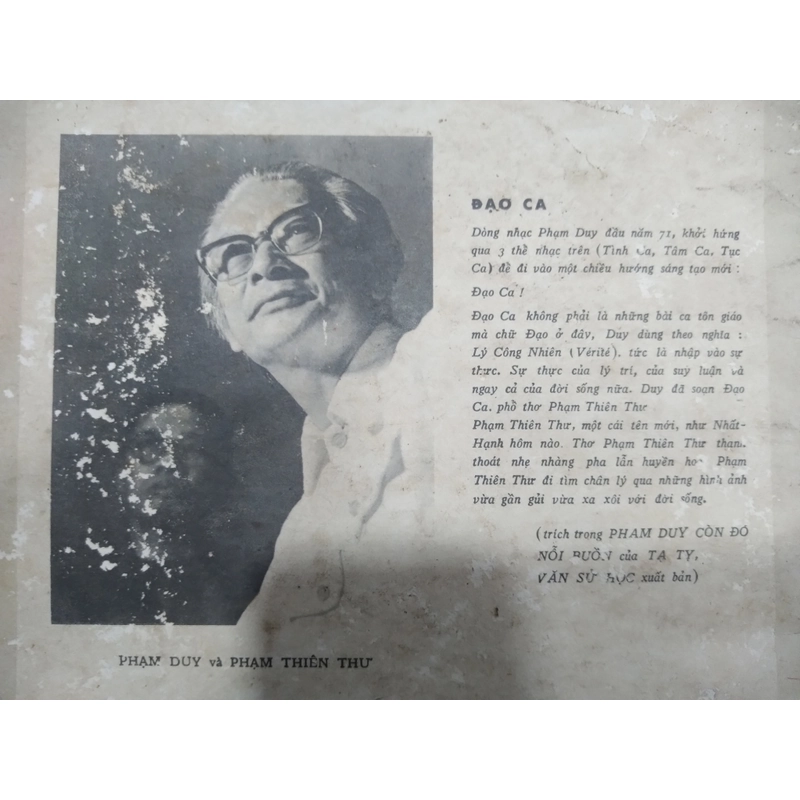 ĐẠO CA
Dòng nhạc Phạm Duy đầu năm 71, khởi hứng
qua 3 thể nhạc trên (Tình Ca, Tâm Ca, Tục
Ca) để đi vào một chiều hướng sáng tạo mới :
Đạo Ca !
Đạo Ca không phải là những bài ca tôn giáo
mà chữ Đạo ở đây, Duy dùng theo nghĩa :
Lý Công Nhiên (Vérité). tức là nhập vào sự
thực. Sự thực của lý trí, của suy luận và
ngay cả của đời sống nữa. Duy đã soạn Đạo
Ca. phổ thơ Phạm Thiên Thư
Phạm Thiên Thư, một cái tên mới, như Nhất-
Hạnh hôm nào. Thơ Phạm Thiên Thư tham.
thoát nhẹ nhàng pha lẫn huyền hoặc Phạm
Thiên Thư đi tìm chân lý qua những hình ảnh
vừa gần gủi vừa xa xôi với đời sống.
(trích trong PHẠM DUY CÒN ĐÓ
NỖI BUỒN của TẠ TỴ,
VĂN SỬ HỌC xuất bản)
PHẠM DUY và PHẠM THIÊN THƯ